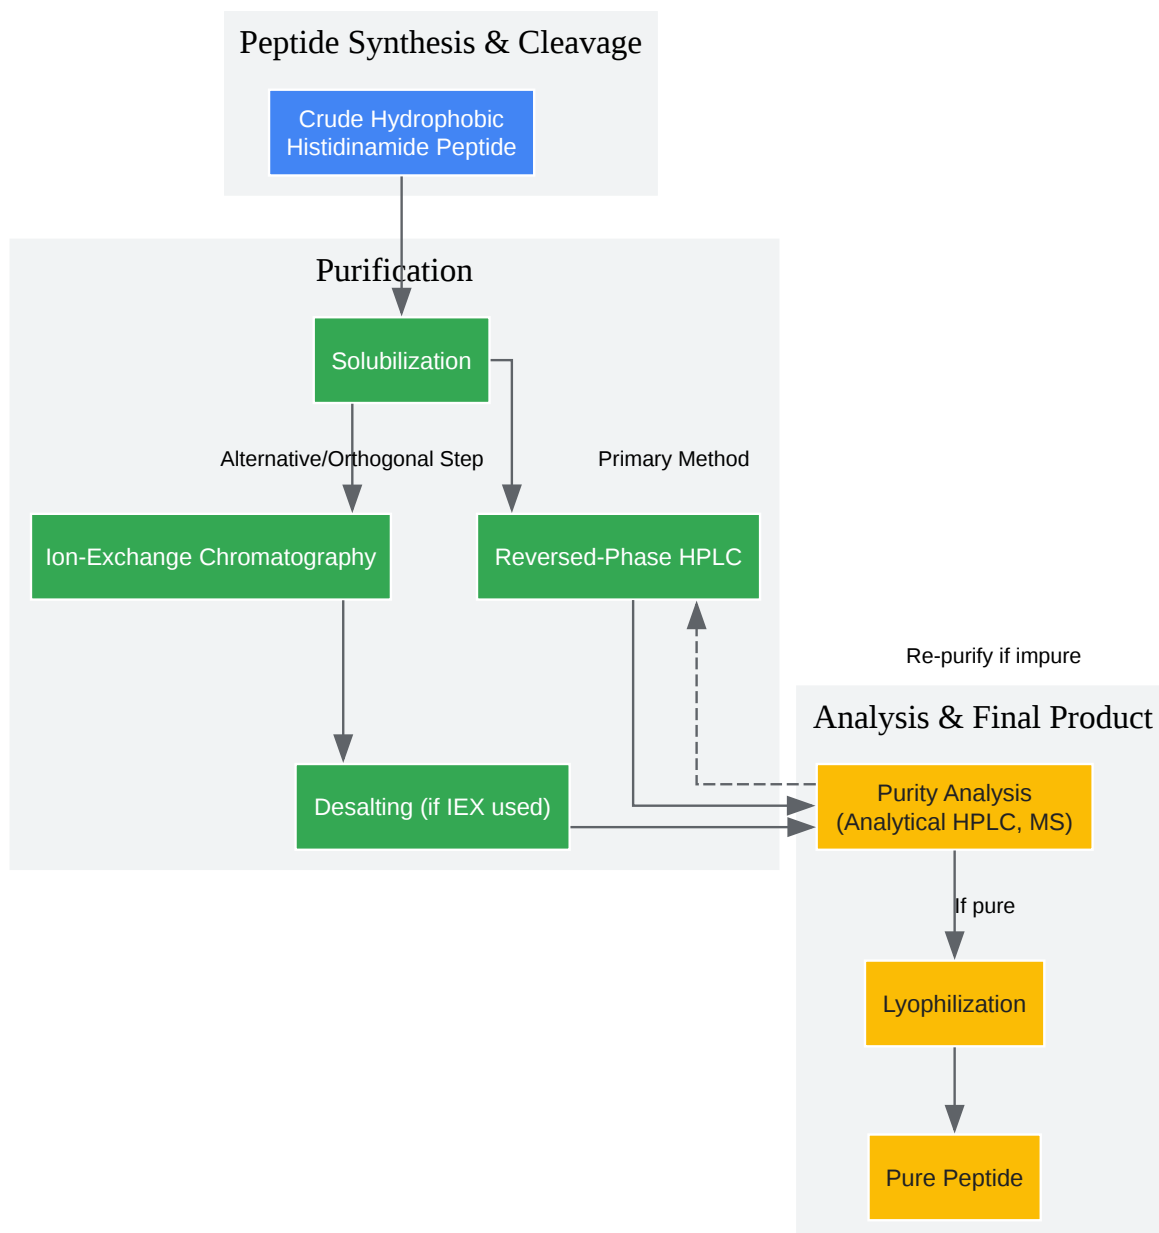 Peptide Synthesis & Cleavage
Crude Hydrophobic
Histidinamide Peptide
Purification
Solubilization
Alternative/Orthogonal Step
Primary Method
Ion-Exchange Chromatography
Reversed-Phase HPLC
Re-purify if impure
Analysis & Final Product
Desalting (if IEX used)
Purity Analysis
(Analytical HPLC, MS)
If pure
Lyophilization
Pure Peptide